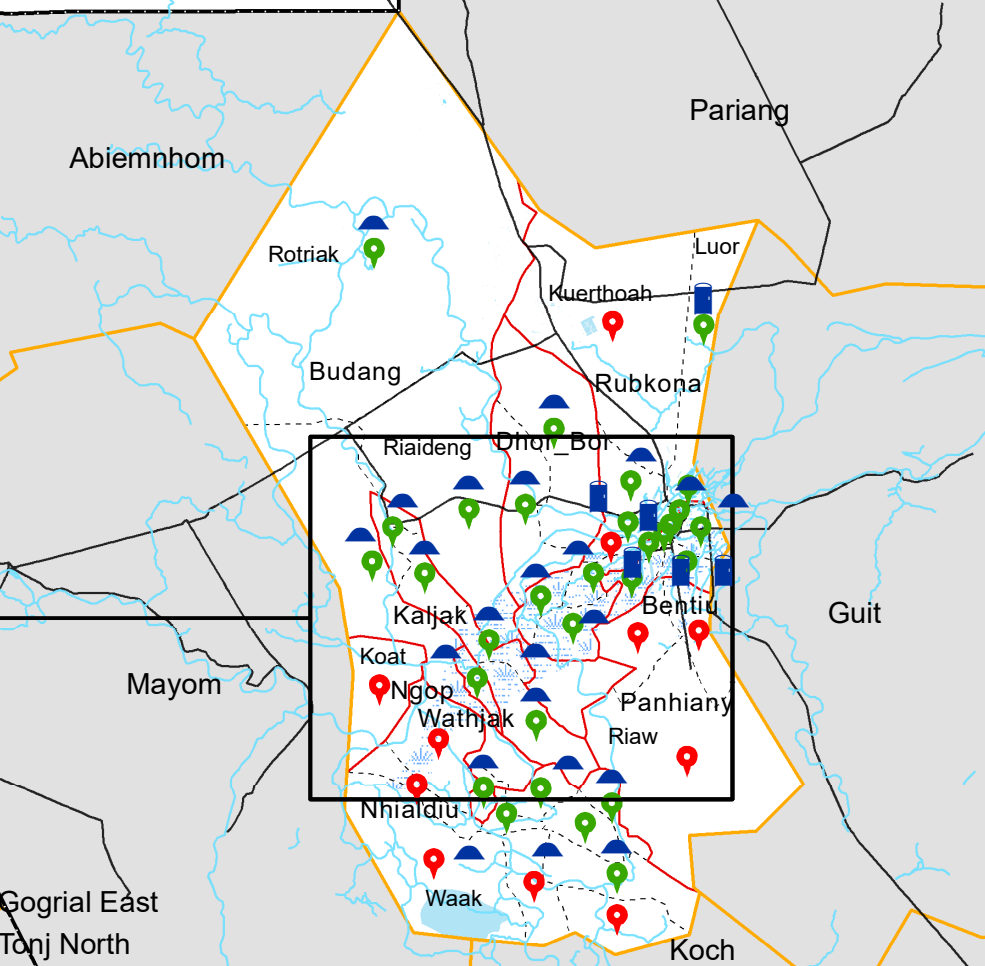 Pariang
Abiemnhom
Luor
Rotriak
Kuerthoah
Budang
Rubkona
Dhor_Bor
Riaideng
Bentiu
Kaljak
Guit
Koat
Mayom
Ngop
Panhiany
Wathjak
Riaw
Nhialdiu
Waak
Gogrial East
Tonj North
Koch